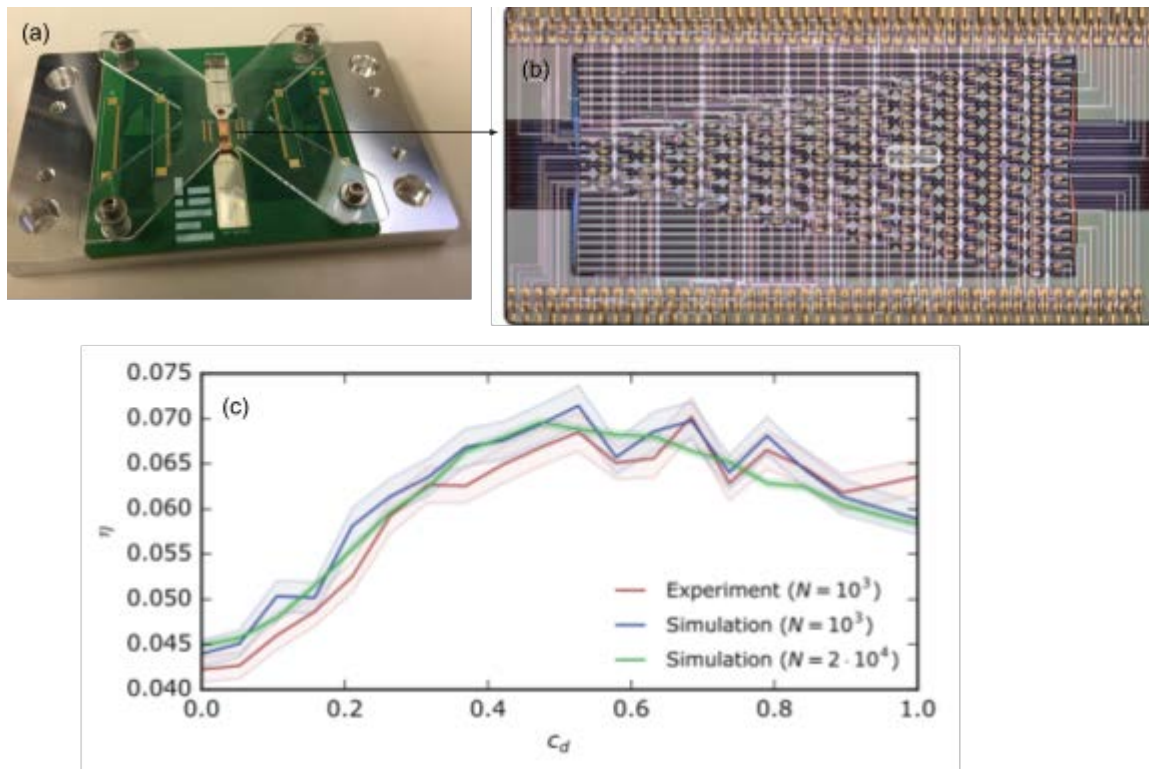 (a)
(b)
(c)
0.075
0.070
0.065
0.060
0.055
0.050
0.045
0.040
η
0.0
0.2
0.4
0.6
0.8
1.0
c_d
Experiment (N = 10³)
Simulation (N = 10³)
Simulation (N = 2 · 10⁴)